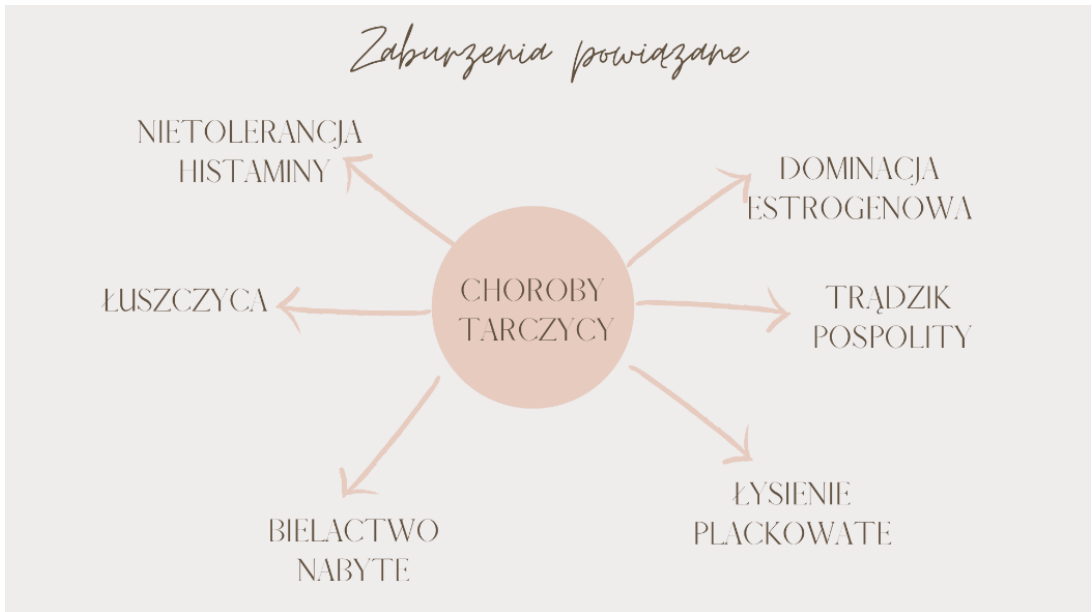 Zaburzenia powiązane
NIETOLERANCJA
HISTAMINY
DOMINACJA
ESTROGENOWA
ŁUSZCZYCA
CHOROBY
TARCZYCY
TRĄDZIK
POSPOLITY
BIELACTWO
NABYTE
ŁYSIENIE
PLACKOWATE